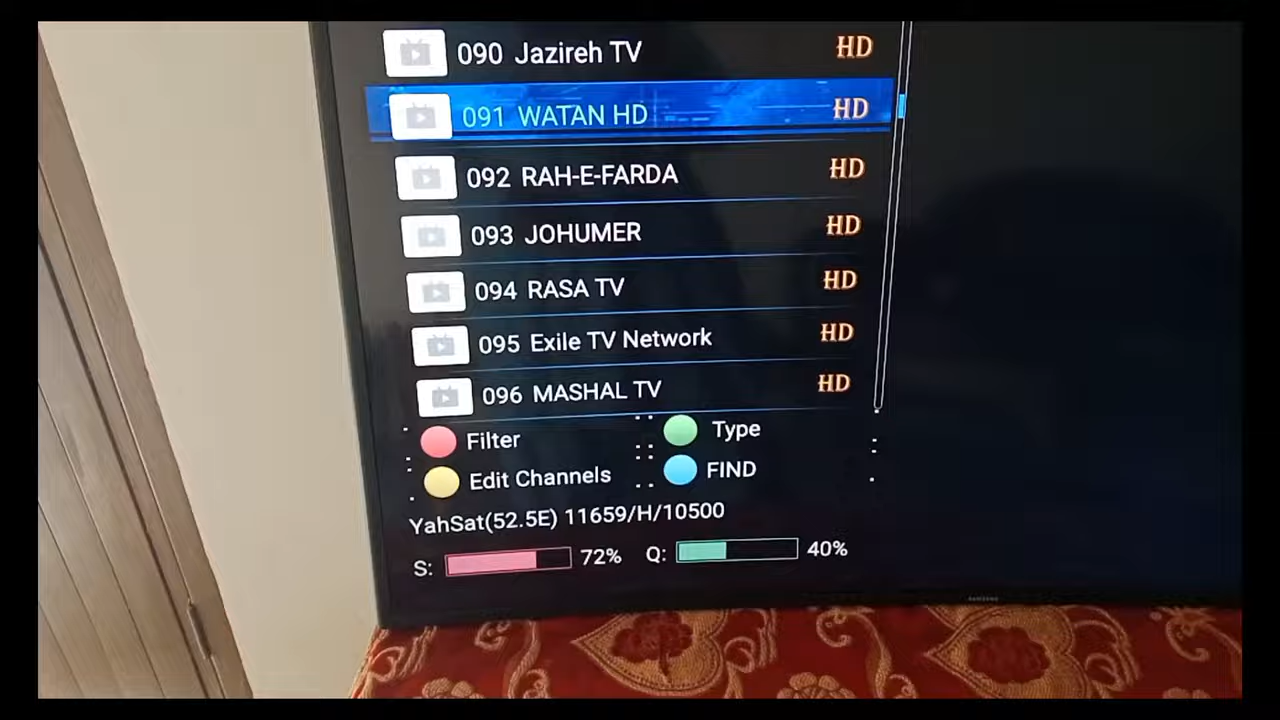 090 Jazireh TV HD
091 WATAN HD HD
092 RAH-E-FARDA HD
093 JOHUMER HD
094 RASA TV HD
095 Exile TV Network HD
096 MASHAL TV HD
Filter Type
Edit Channels FIND
YahSat(52.5E) 11659/H/10500
S: 72% Q: 40%
SAMSUNG